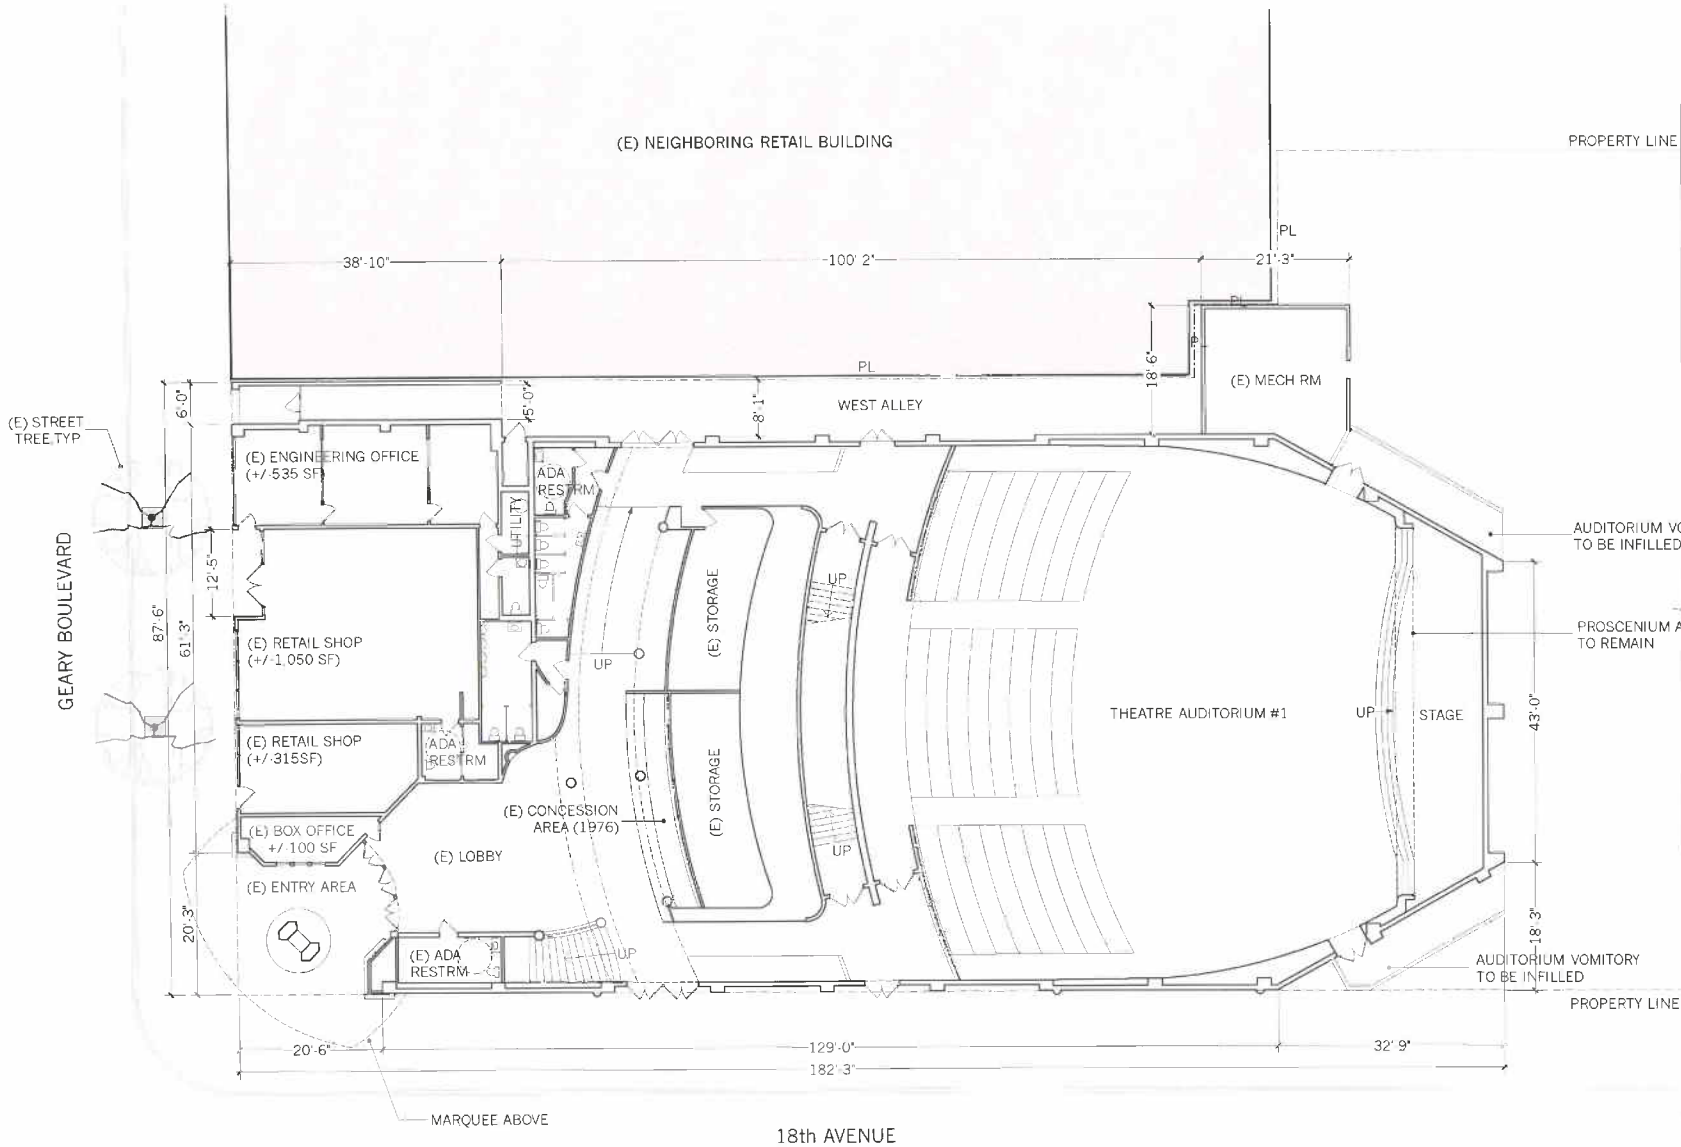 (E) NEIGHBORING RETAIL BUILDING
PROPERTY LINE
PL
38'-10"
100' 2"
21'-3"
PL
18'-6"
PL
(E) MECH RM
WEST ALLEY
6'-0"
5'-0"
8'-1"
(E) STREET
TREE,TYP
(E) ENGINEERING OFFICE
(+/-535 SF)
ADA
RESTRM
UTILITY
AUDITORIUM VO
TO BE INFILLED
GEARY BOULEVARD
12'-5"
87'-6"
61'-3"
UP
(E) STORAGE
(E) RETAIL SHOP
(+/-1,050 SF)
UP
PROSCENIUM A
TO REMAIN
THEATRE AUDITORIUM #1
UP
STAGE
43'-0"
(E) RETAIL SHOP
(+/-315SF)
ADA
RESTRM
(E) STORAGE
(E) CONCESSION
AREA (1976)
(E) BOX OFFICE
+/-100 SF
(E) LOBBY
UP
(E) ENTRY AREA
20'-3"
18'-3"
(E) ADA
RESTRM
UP
AUDITORIUM VOMITORY
TO BE INFILLED
PROPERTY LINE
20'-6"
129'-0"
32' 9"
182'-3"
MARQUEE ABOVE
18th AVENUE